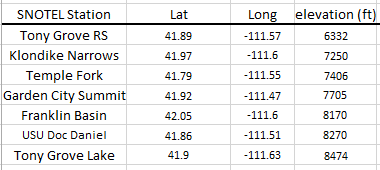 SNOTEL Station Lat Long elevation (ft)
Tony Grove RS 41.89 -111.57 6332
Klondike Narrows 41.97 -111.6 7250
Temple Fork 41.79 -111.55 7406
Garden City Summit 41.92 -111.47 7705
Franklin Basin 42.05 -111.6 8170
USU Doc Daniel 41.86 -111.51 8270
Tony Grove Lake 41.9 -111.63 8474